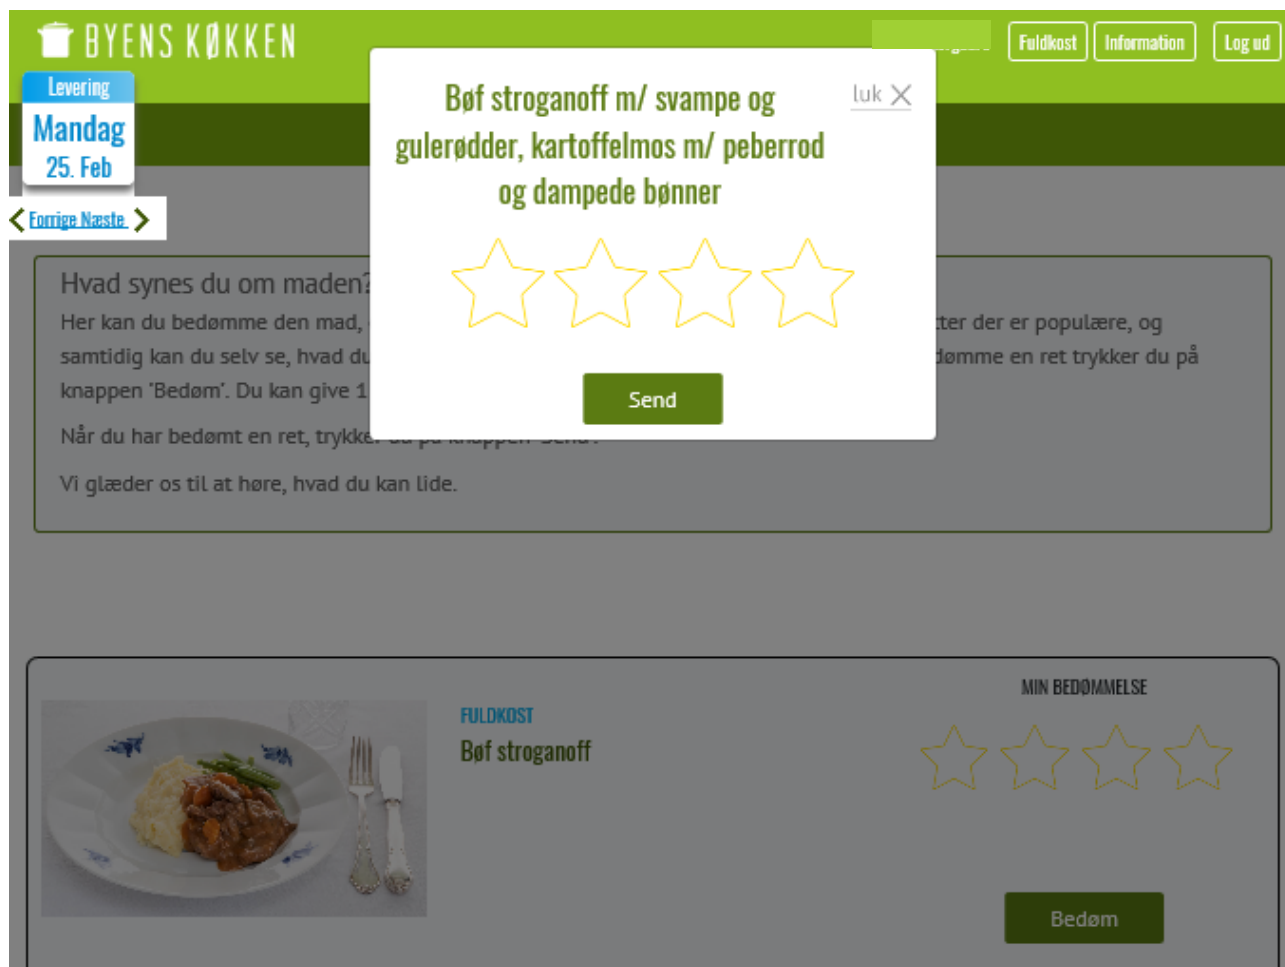 BYENS KØKKEN
Fuldkost
Information
Log ud
Levering
Mandag
25. Feb
Forrige Næste
Bøf stroganoff m/ svampe og
gulerødder, kartoffelmos m/ peberrod
og dampede bønner
luk
Send
Hvad synes du om maden?
Her kan du bedømme den mad,
tter der er populære, og
samtidig kan du selv se, hvad du
dømme en ret trykker du på
knappen 'Bedøm'. Du kan give 1
Når du har bedømt en ret, trykker du på knappen 'Send'.
Vi glæder os til at høre, hvad du kan lide.
FULDKOST
Bøf stroganoff
MIN BEDØMMELSE
Bedøm